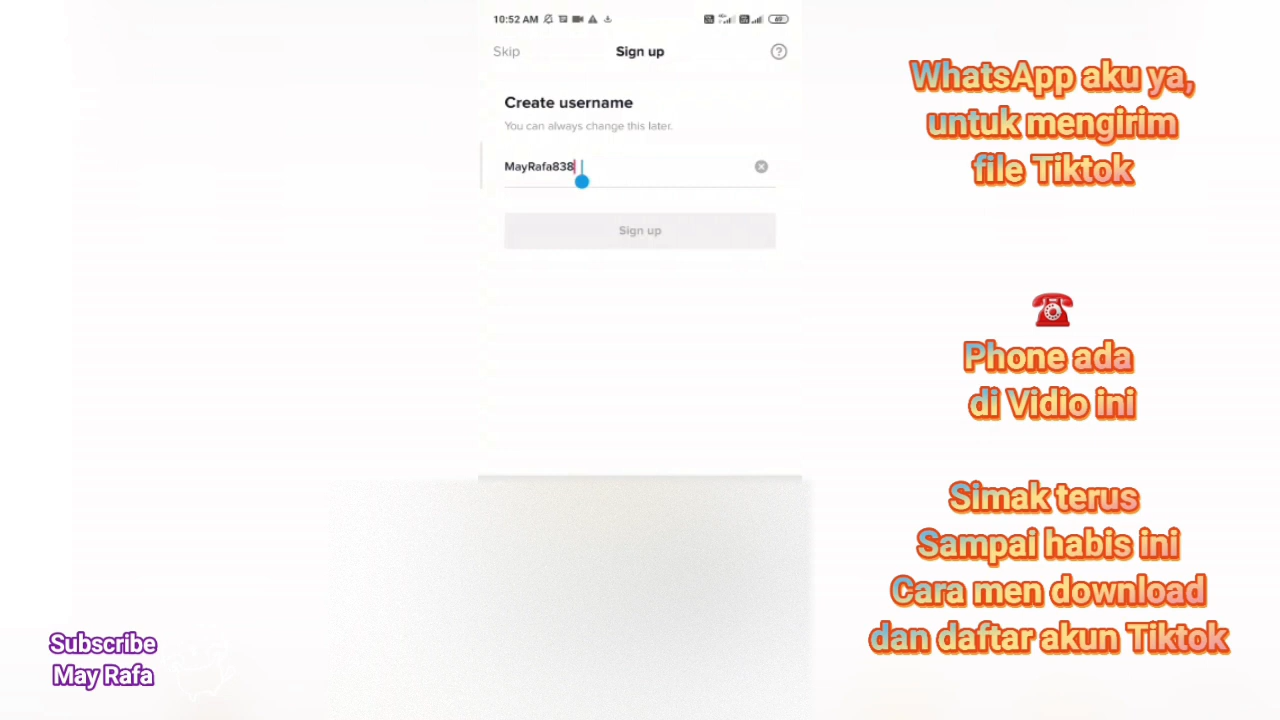 10:52 AM
Skip
Sign up
Create username
You can always change this later.
MayRafa838
Sign up
WhatsApp aku ya,
untuk mengirim
file Tiktok
Phone ada
di Vidio ini
Simak terus
Sampai habis ini
Cara men download
dan daftar akun Tiktok
Subscribe
May Rafa